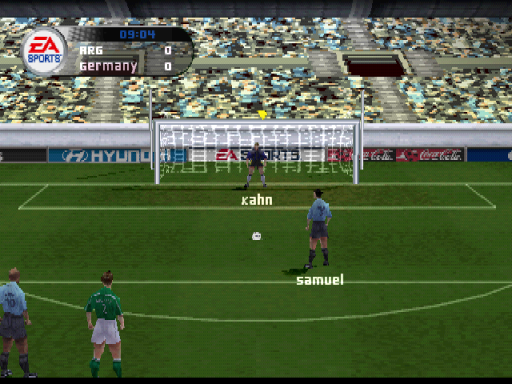 09:04
EA
SPORTS
ARG 0
Germany 0
HYUNDAI
EA SPORTS
Coca-Cola
Coca-Cola
Kahn
samuel